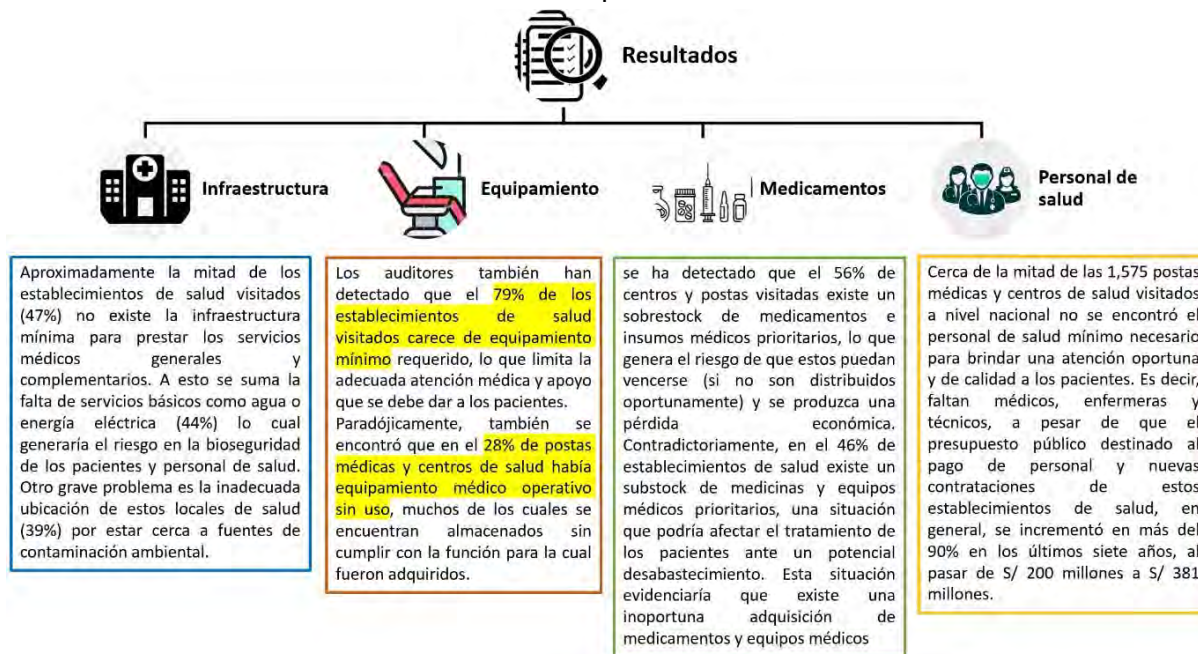 Resultados
Infraestructura
Aproximadamente la mitad de los
establecimientos de salud visitados
(47%) no existe la infraestructura
mínima para prestar los servicios
médicos generales y
complementarios. A esto se suma la
falta de servicios básicos como agua o
energía eléctrica (44%) lo cual
generaría el riesgo en la bioseguridad
de los pacientes y personal de salud.
Otro grave problema es la inadecuada
ubicación de estos locales de salud
(39%) por estar cerca a fuentes de
contaminación ambiental.
Equipamiento
Los auditores también han
detectado que el 79% de los
establecimientos de salud
visitados carece de equipamiento
mínimo requerido, lo que limita la
adecuada atención médica y apoyo
que se debe dar a los pacientes.
Paradójicamente, también se
encontró que en el 28% de postas
médicas y centros de salud había
equipamiento médico operativo
sin uso, muchos de los cuales se
encuentran almacenados sin
cumplir con la función para la cual
fueron adquiridos.
Medicamentos
se ha detectado que el 56% de
centros y postas visitadas existe un
sobrestock de medicamentos e
insumos médicos prioritarios, lo que
genera el riesgo de que estos puedan
vencerse (si no son distribuidos
oportunamente) y se produzca una
pérdida económica.
Contradictoriamente, en el 46% de
establecimientos de salud existe un
substock de medicinas y equipos
médicos prioritarios, una situación
que podría afectar el tratamiento de
los pacientes ante un potencial
desabastecimiento. Esta situación
evidenciaría que existe una
inoportuna adquisición de
medicamentos y equipos médicos
Personal de
salud
Cerca de la mitad de las 1,575 postas
médicas y centros de salud visitados
a nivel nacional no se encontró el
personal de salud mínimo necesario
para brindar una atención oportuna
y de calidad a los pacientes. Es decir,
faltan médicos, enfermeras y
técnicos, a pesar de que el
presupuesto público destinado al
pago de personal y nuevas
contrataciones de estos
establecimientos de salud, en
general, se incrementó en más del
90% en los últimos siete años, al
pasar de S/ 200 millones a S/ 381
millones.